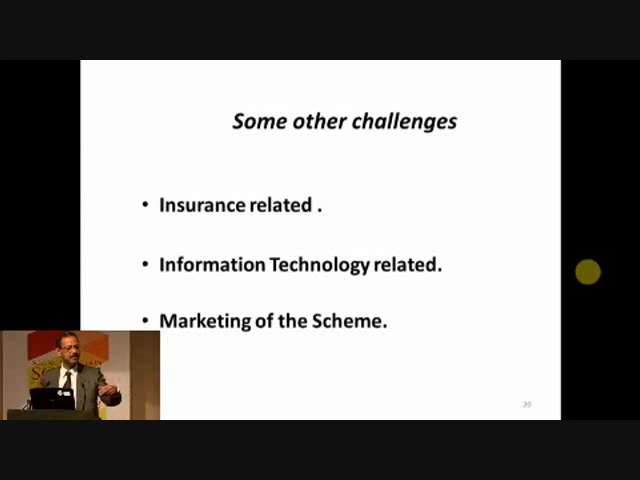 Some other challenges
• Insurance related .
• Information Technology related.
• Marketing of the Scheme.
20